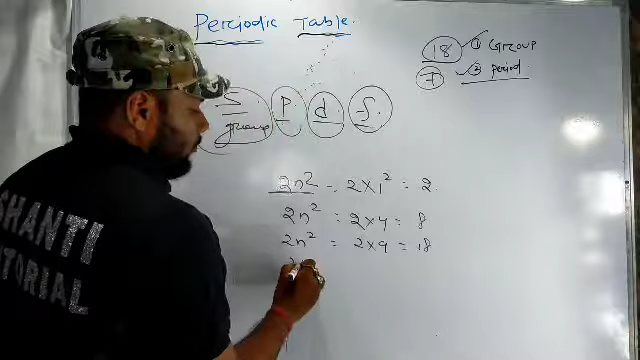 Periodic Table
18 ① Group
7 ② period
S P d f
group
2n² = 2×1² = 2
2n² = 2×4 = 8
2n² = 2×9 = 18
SHANTI
TUTORIAL